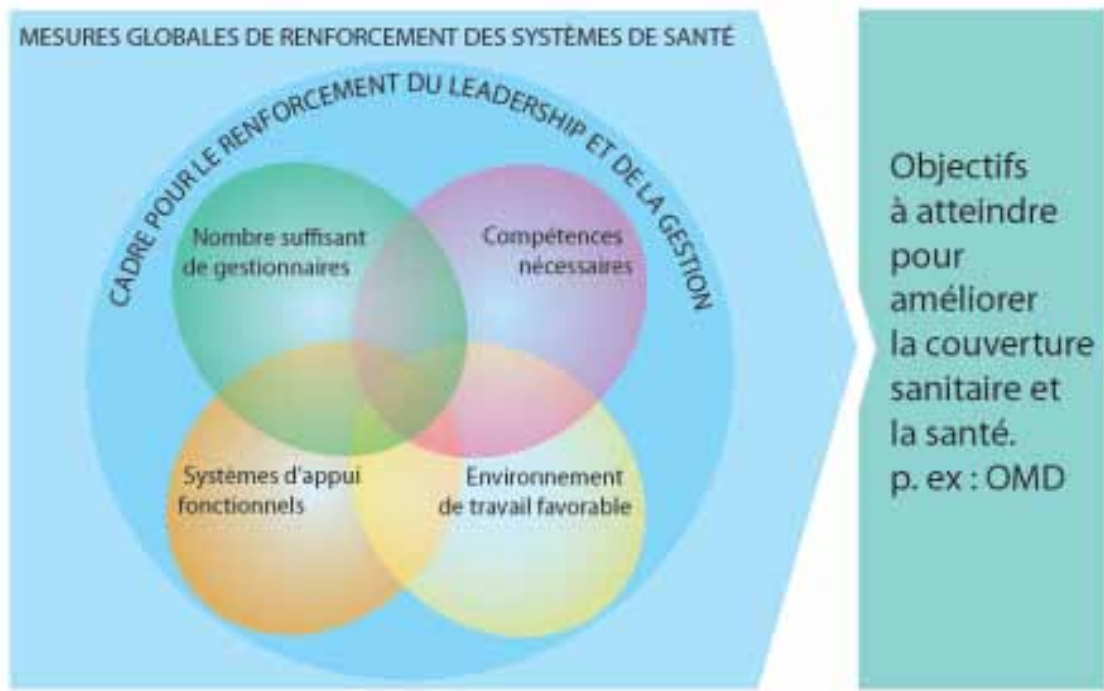 MESURES GLOBALES DE RENFORCEMENT DES SYSTÈMES DE SANTÉ
CADRE POUR LE RENFORCEMENT DU LEADERSHIP ET DE LA GESTION
Nombre suffisant
de gestionnaires
Compétences
nécessaires
Systèmes d'appui
fonctionnels
Environnement
de travail favorable
Objectifs
à atteindre
pour
améliorer
la couverture
sanitaire et
la santé.
p. ex : OMD